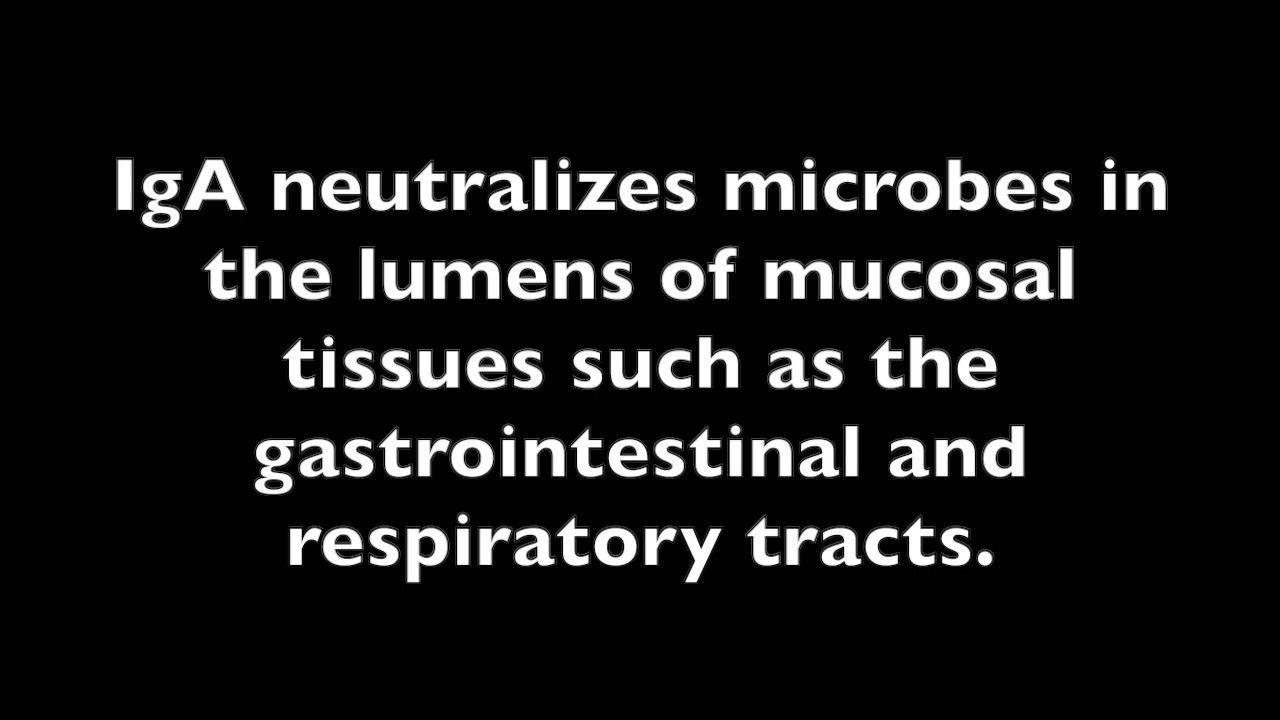 IgA neutralizes microbes in
the lumens of mucosal
tissues such as the
gastrointestinal and
respiratory tracts.